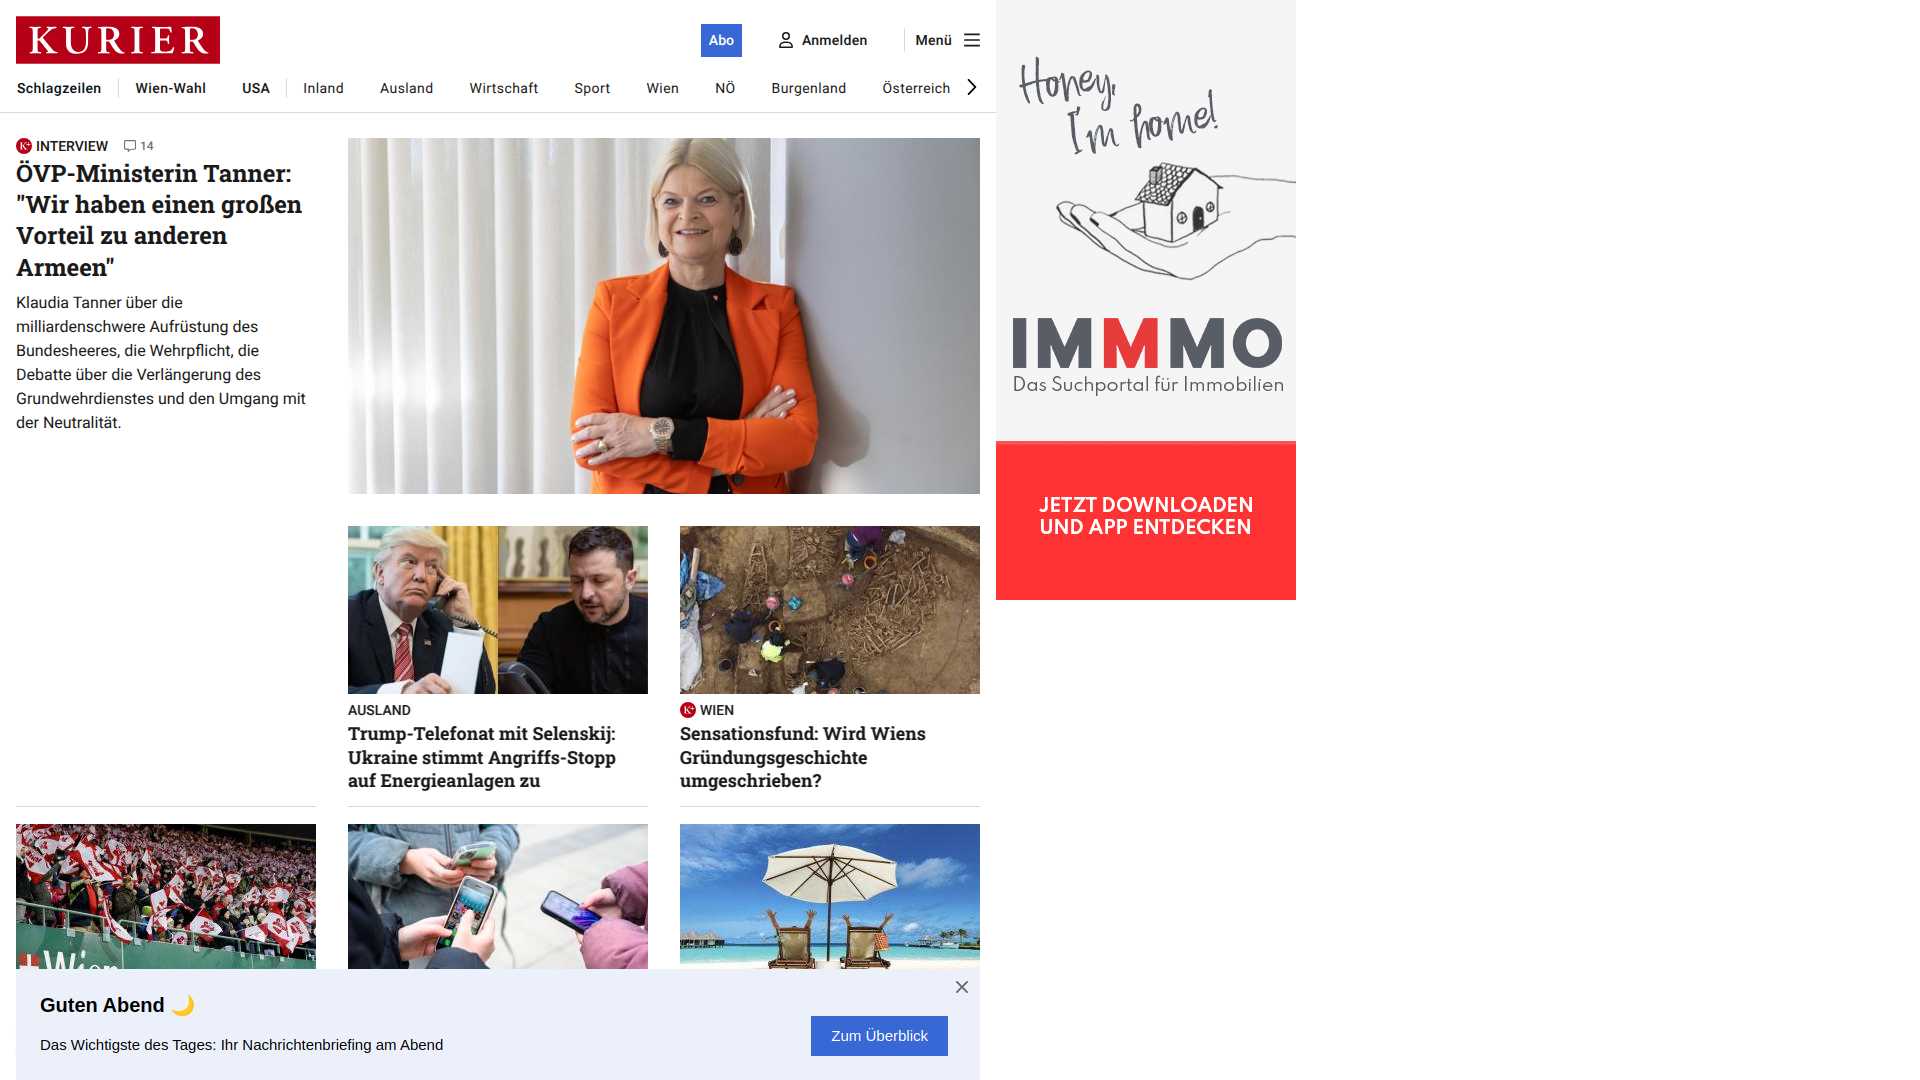 KURIER
Abo
Anmelden
Menü
Schlagzeilen
Wien-Wahl
USA
Inland
Ausland
Wirtschaft
Sport
Wien
NÖ
Burgenland
Österreich
INTERVIEW
14
ÖVP-Ministerin Tanner:
"Wir haben einen großen
Vorteil zu anderen
Armeen"
Klaudia Tanner über die
milliardenschwere Aufrüstung des
Bundesheeres, die Wehrpflicht, die
Debatte über die Verlängerung des
Grundwehrdienstes und den Umgang mit
der Neutralität.
AUSLAND
Trump-Telefonat mit Selenskij:
Ukraine stimmt Angriffs-Stopp
auf Energieanlagen zu
K+ WIEN
Sensationsfund: Wird Wiens
Gründungsgeschichte
umgeschrieben?
Wien
Guten Abend 🌙
Das Wichtigste des Tages: Ihr Nachrichtenbriefing am Abend
Zum Überblick
Honey,
I'm home!
IMMMO
Das Suchportal für Immobilien
JETZT DOWNLOADEN
UND APP ENTDECKEN